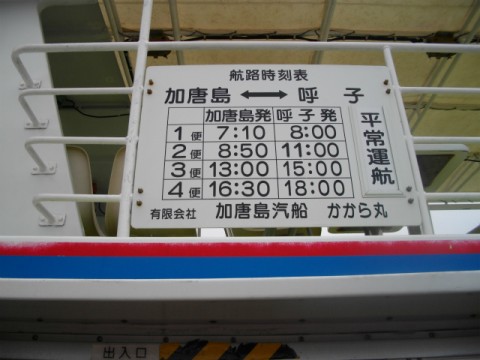 航路時刻表
加唐島 ⟷ 呼子
加唐島発 呼子発
1便 7:10 8:00
2便 8:50 11:00
3便 13:00 15:00
4便 16:30 18:00
平常運航
有限会社 加唐島汽船 かから丸
出入口